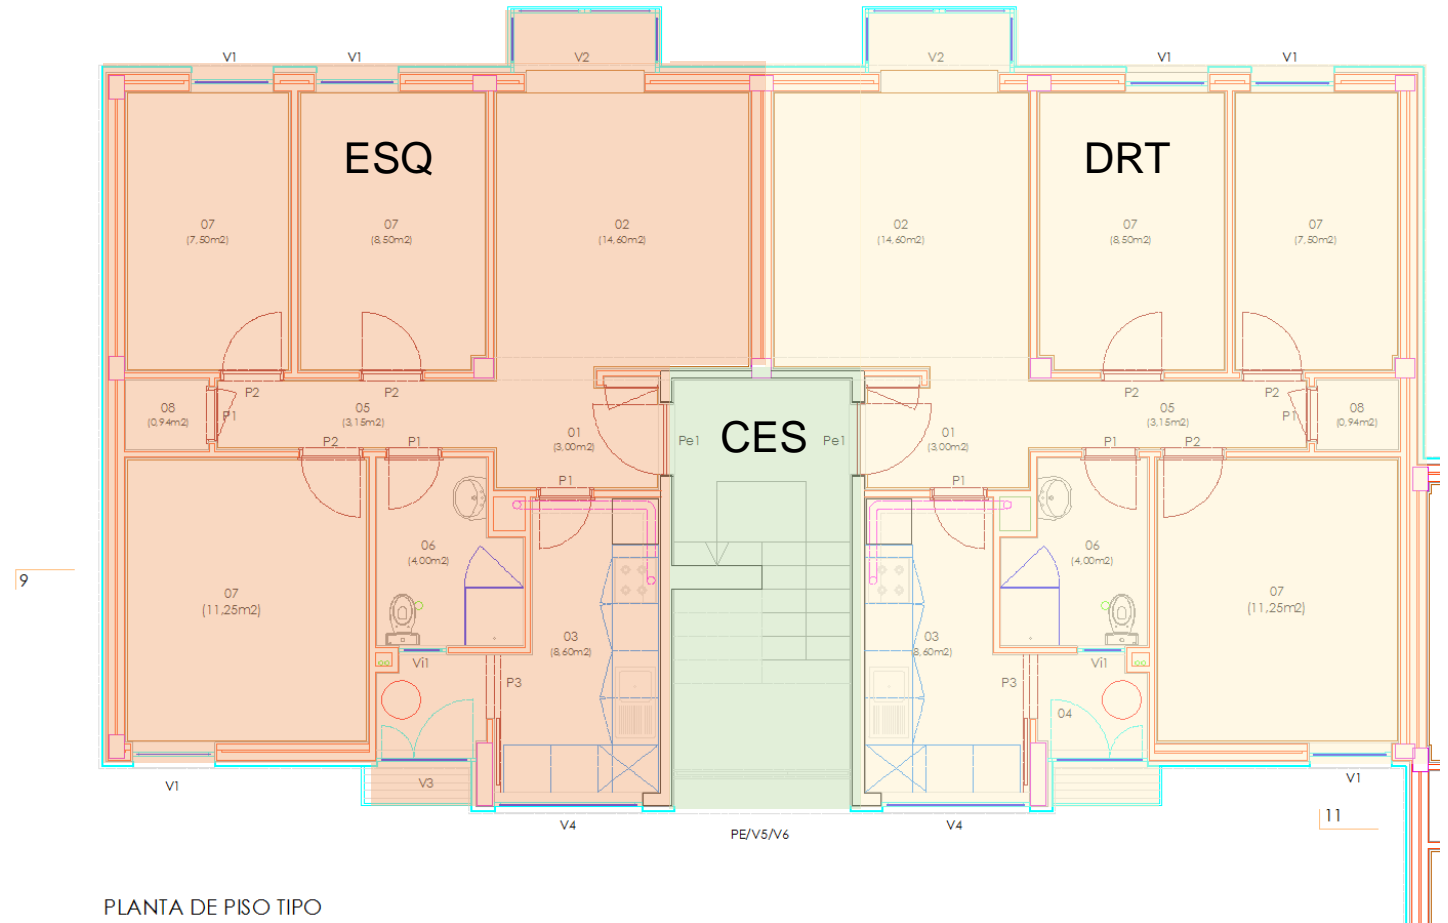 V1 V1 V2 V2 V1 V1
ESQ DRT
07 07 02 02 07 07
(7,50m2) (8,50m2) (14,60m2) (14,60m2) (8,50m2) (7,50m2)
P2 P2 P2 P2
08 P1 05 01 Pe1 CES Pe1 01 05 P1 08
(0,94m2) (3,15m2) (3,00m2) (3,00m2) (3,15m2) (0,94m2)
P2 P1 P1 P2
P1 P1
06 06
(4,00m2) (4,00m2)
9
07 07
(11,25m2) (11,25m2)
03 03
(8,60m2) 8,60m2)
Vi1 Vi1
P3 P3
04
V1 V3 V1
V4 PE/V5/V6 V4
11
PLANTA DE PISO TIPO